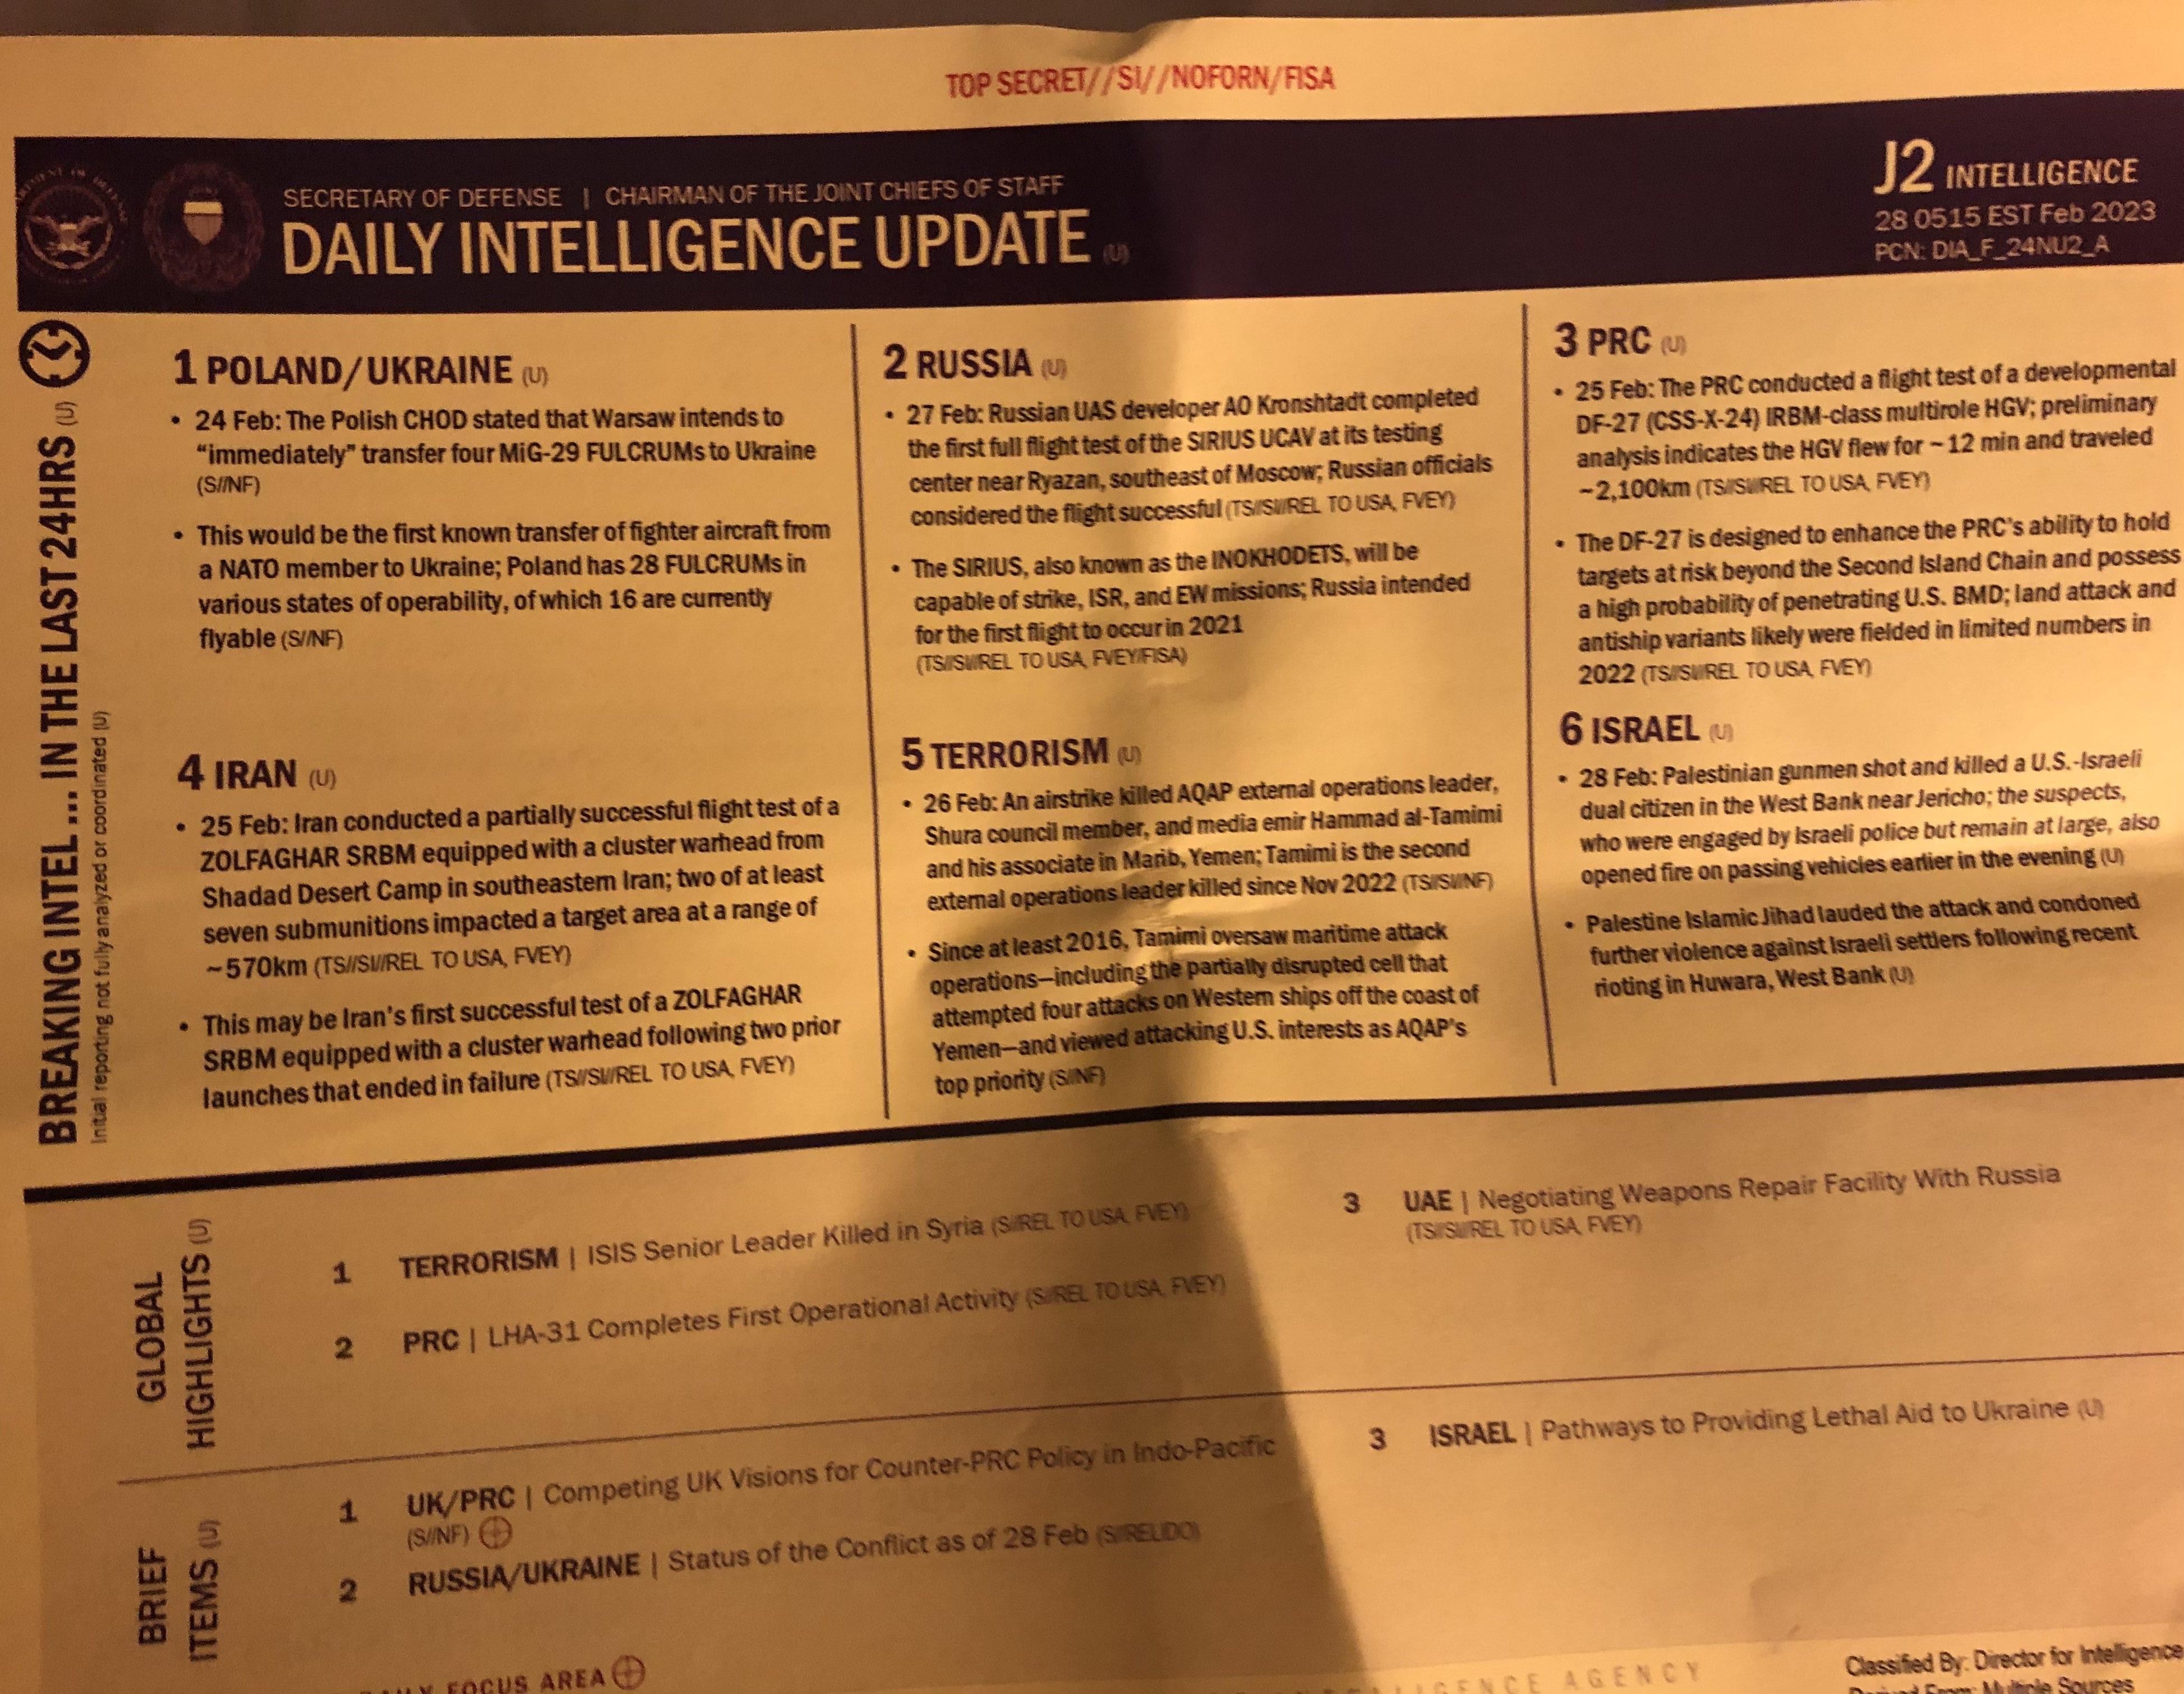 TOP SECRET//SI//NOFORN/FISA
SECRETARY OF DEFENSE | CHAIRMAN OF THE JOINT CHIEFS OF STAFF
DAILY INTELLIGENCE UPDATE (U)
J2 INTELLIGENCE
28 0515 EST Feb 2023
PCN: DIA_F_24NU2_A
BREAKING INTEL... IN THE LAST 24HRS (U)
Initial reporting not fully analyzed or coordinated (U)
1 POLAND/UKRAINE (U)
• 24 Feb: The Polish CHOD stated that Warsaw intends to
"immediately" transfer four MiG-29 FULCRUMs to Ukraine
(S//NF)
• This would be the first known transfer of fighter aircraft from
a NATO member to Ukraine; Poland has 28 FULCRUMs in
various states of operability, of which 16 are currently
flyable (S//NF)
2 RUSSIA (U)
• 27 Feb: Russian UAS developer AO Kronshtadt completed
the first full flight test of the SIRIUS UCAV at its testing
center near Ryazan, southeast of Moscow; Russian officials
considered the flight successful (TS//SI//REL TO USA, FVEY)
• The SIRIUS, also known as the INOKHODETS, will be
capable of strike, ISR, and EW missions; Russia intended
for the first flight to occur in 2021
(TS//SI//REL TO USA, FVEY/FISA)
3 PRC (U)
• 25 Feb: The PRC conducted a flight test of a developmental
DF-27 (CSS-X-24) IRBM-class multirole HGV; preliminary
analysis indicates the HGV flew for ~12 min and traveled
~2,100km (TS//SI//REL TO USA, FVEY)
• The DF-27 is designed to enhance the PRC's ability to hold
targets at risk beyond the Second Island Chain and possess
a high probability of penetrating U.S. BMD; land attack and
antiship variants likely were fielded in limited numbers in
2022 (TS//SI//REL TO USA, FVEY)
4 IRAN (U)
• 25 Feb: Iran conducted a partially successful flight test of a
ZOLFAGHAR SRBM equipped with a cluster warhead from
Shadad Desert Camp in southeastern Iran; two of at least
seven submunitions impacted a target area at a range of
~570km (TS//SI//REL TO USA, FVEY)
• This may be Iran's first successful test of a ZOLFAGHAR
SRBM equipped with a cluster warhead following two prior
launches that ended in failure (TS//SI//REL TO USA, FVEY)
5 TERRORISM (U)
• 26 Feb: An airstrike killed AQAP external operations leader,
Shura council member, and media emir Hammad al-Tamimi
and his associate in Marib, Yemen; Tamimi is the second
external operations leader killed since Nov 2022 (TS//SI//NF)
• Since at least 2016, Tamimi oversaw maritime attack
operations—including the partially disrupted cell that
attempted four attacks on Western ships off the coast of
Yemen—and viewed attacking U.S. interests as AQAP's
top priority (S//NF)
6 ISRAEL (U)
• 28 Feb: Palestinian gunmen shot and killed a U.S.-Israeli
dual citizen in the West Bank near Jericho; the suspects,
who were engaged by Israeli police but remain at large, also
opened fire on passing vehicles earlier in the evening (U)
• Palestine Islamic Jihad lauded the attack and condoned
further violence against Israeli settlers following recent
rioting in Huwara, West Bank (U)
GLOBAL
HIGHLIGHTS (U)
1 TERRORISM | ISIS Senior Leader Killed in Syria (S//REL TO USA, FVEY)
2 PRC | LHA-31 Completes First Operational Activity (S//REL TO USA, FVEY)
3 UAE | Negotiating Weapons Repair Facility With Russia
(TS//SI//REL TO USA, FVEY)
BRIEF
ITEMS (U)
1 UK/PRC | Competing UK Visions for Counter-PRC Policy in Indo-Pacific
(S//NF)
2 RUSSIA/UKRAINE | Status of the Conflict as of 28 Feb (S//RELIDO)
3 ISRAEL | Pathways to Providing Lethal Aid to Ukraine (U)
FOCUS AREA
AGENCY
Classified By: Director for Intelligence
Derived From: Multiple Sources